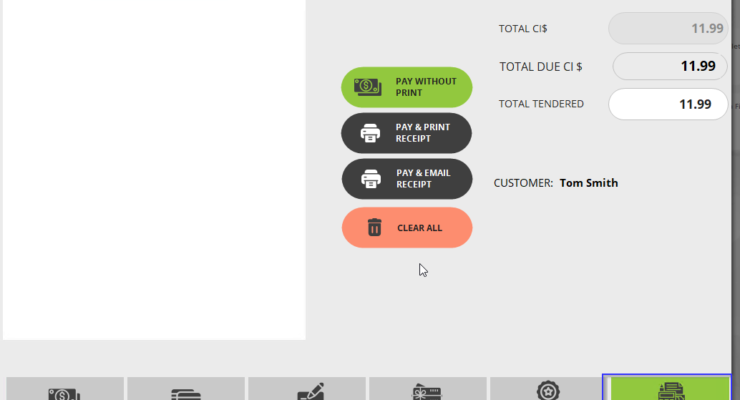 TOTAL CI$ 11.99
PAY WITHOUT
PRINT
TOTAL DUE CI $ 11.99
TOTAL TENDERED 11.99
PAY & PRINT
RECEIPT
PAY & EMAIL
RECEIPT
CUSTOMER: Tom Smith
CLEAR ALL